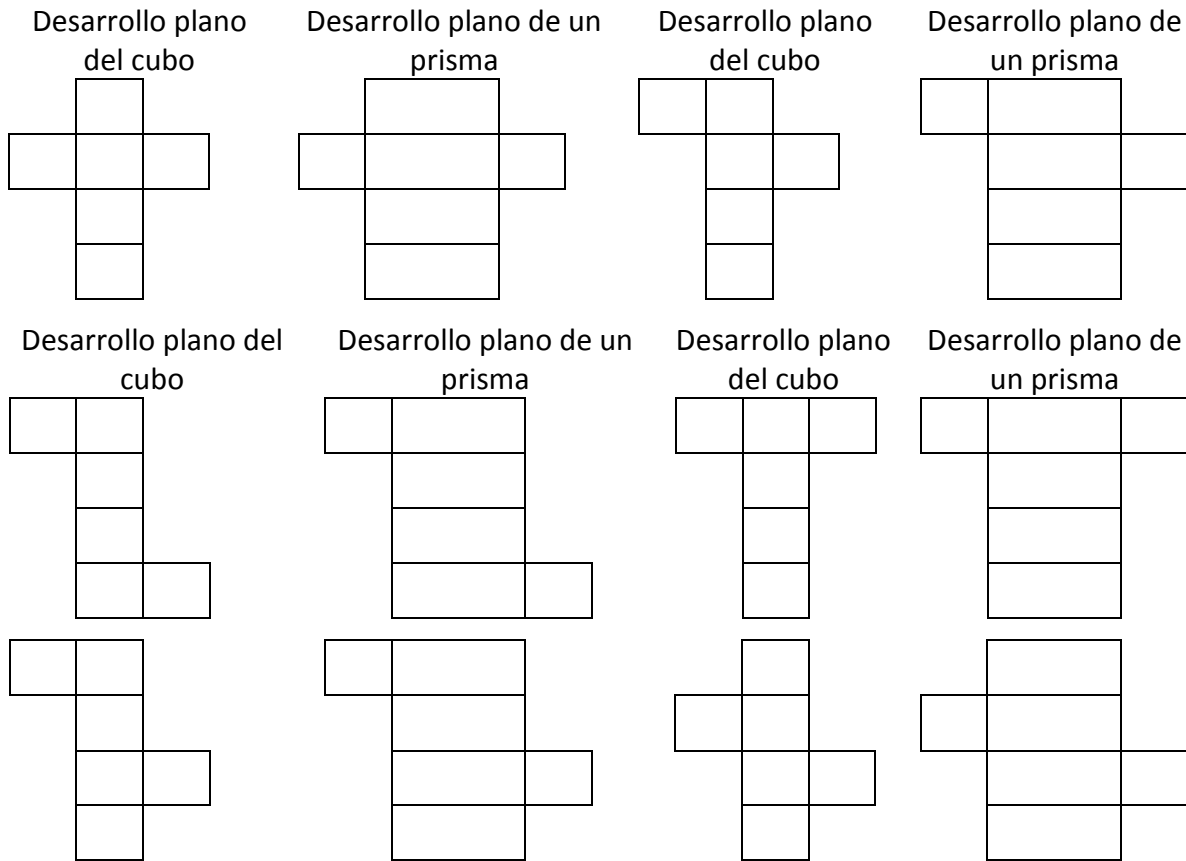 Desarrollo plano
del cubo
Desarrollo plano de un
prisma
Desarrollo plano
del cubo
Desarrollo plano de
un prisma
Desarrollo plano del
cubo
Desarrollo plano de un
prisma
Desarrollo plano
del cubo
Desarrollo plano de
un prisma